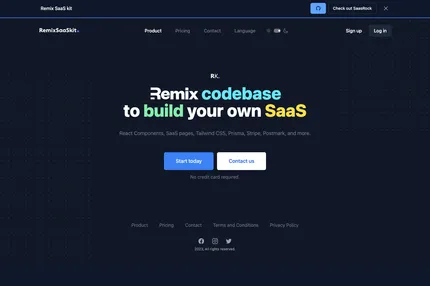 Remix SaaS kit
Check out SaasRock
RemixSaaSkit.
Product Pricing Contact Language
Sign up Log in
RK.
Remix codebase
to build your own SaaS
React Components, SaaS pages, Tailwind CSS, Prisma, Stripe, Postmark, and more.
Start today Contact us
No credit card required.
Product Pricing Contact Terms and Conditions Privacy Policy
2023, All rights reserved.